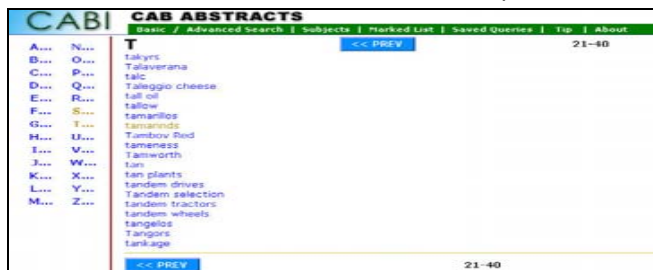 CABI CAB ABSTRACTS
Basic / Advanced Search | Subjects | Marked List | Saved Queries | Tip | About
A... N...
B... O...
C... P...
D... Q...
E... R...
F... S...
G... T...
H... U...
I... V...
J... W...
K... X...
L... Y...
M... Z...
T << PREV 21-40
takyrs
Talaverana
talc
Taleggio cheese
tall oil
tallow
tamarillos
tamarinds
Tambov Red
tameness
Tamworth
tan
tan plants
tandem drives
Tandem selection
tandem tractors
tandem wheels
tangelos
Tangors
tankage
<< PREV 21-40